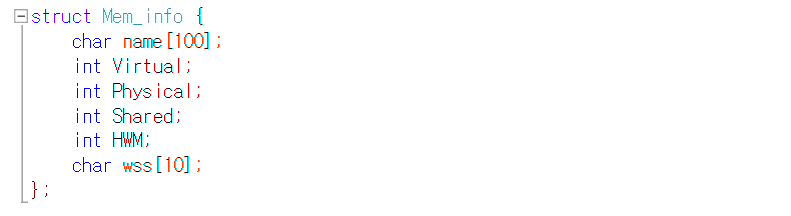 struct Mem_info {
char name[100];
int Virtual;
int Physical;
int Shared;
int HWM;
char wss[10];
};